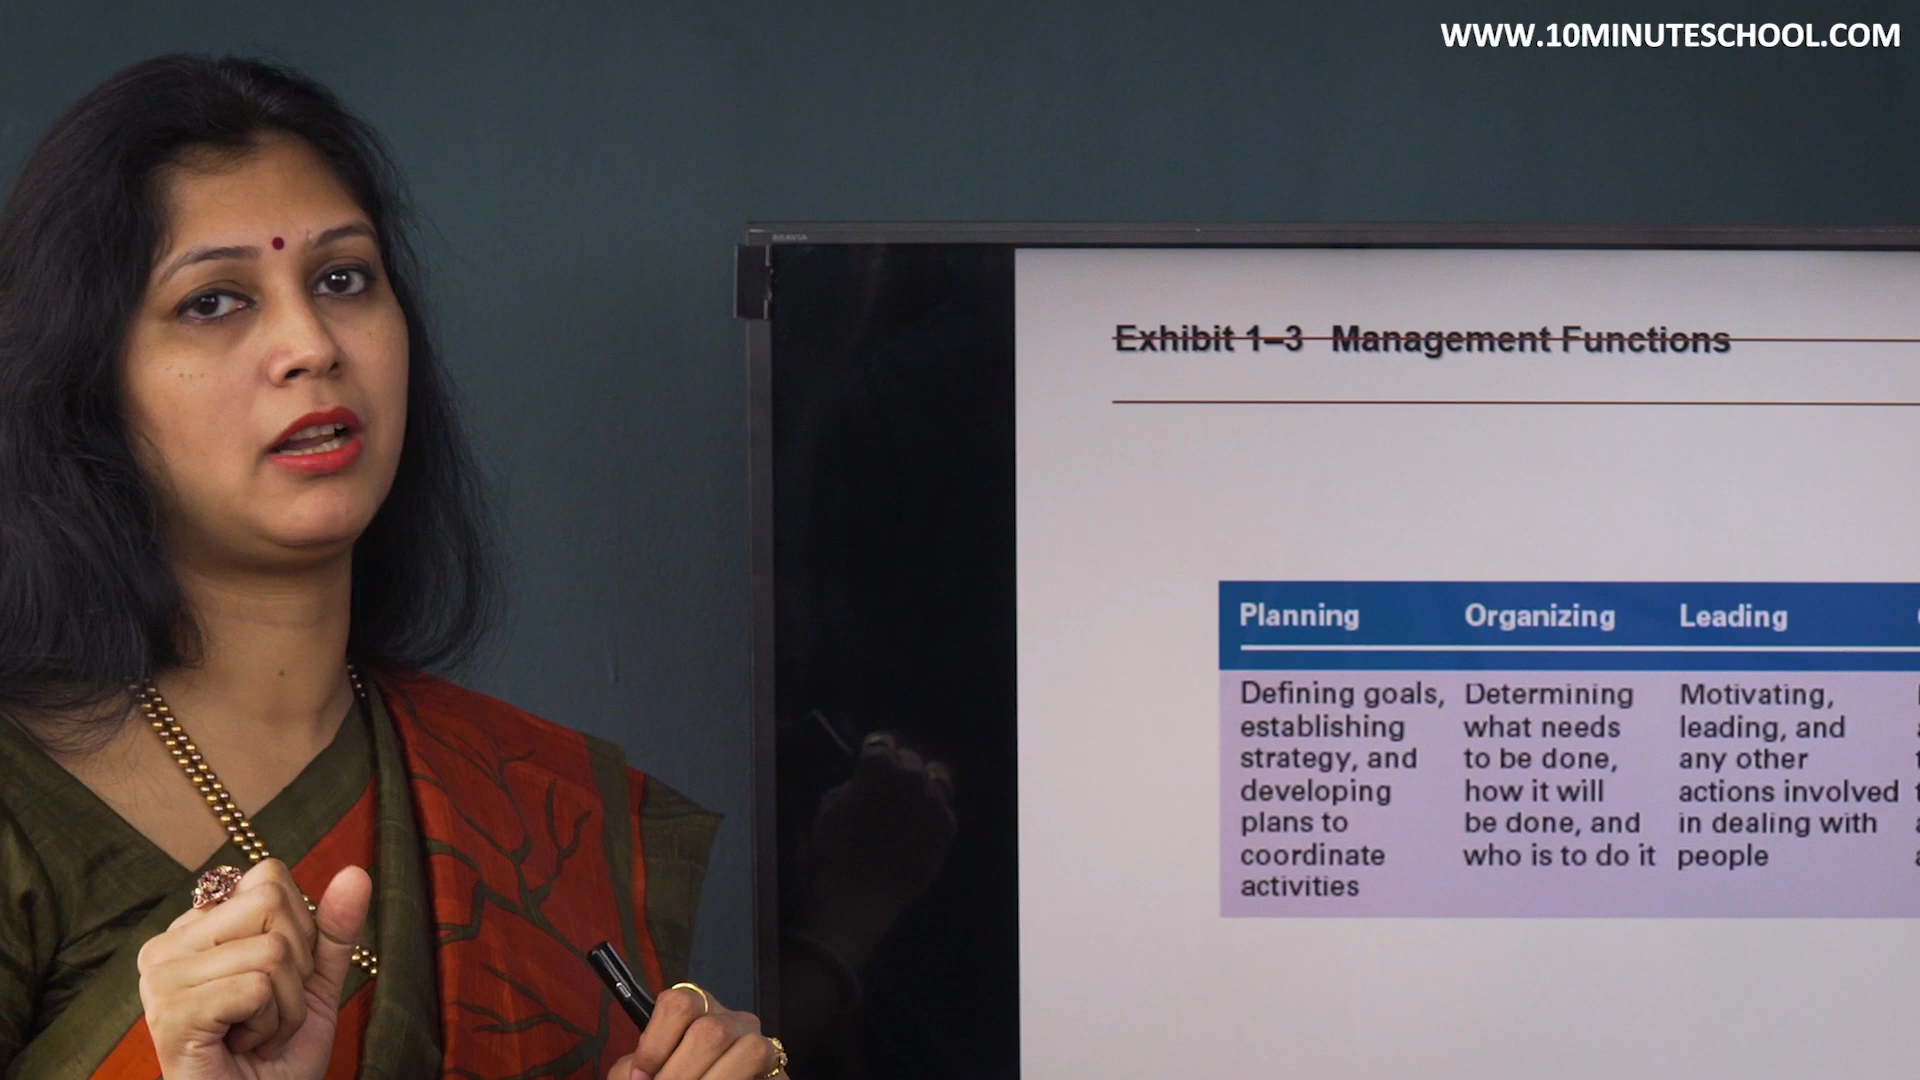 WWW.10MINUTESCHOOL.COM
BRAVIA
Exhibit 1–3 Management Functions
Planning
Defining goals,
establishing
strategy, and
developing
plans to
coordinate
activities
Organizing
Determining
what needs
to be done,
how it will
be done, and
who is to do it
Leading
Motivating,
leading, and
any other
actions involved
in dealing with
people